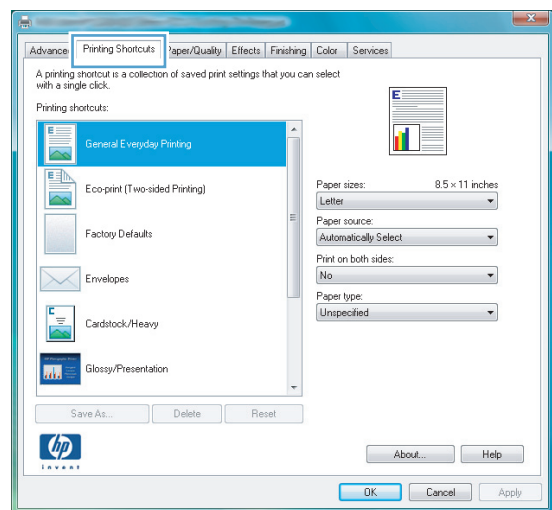 Advance
Printing Shortcuts
Paper/Quality
Effects
Finishing
Color
Services
A printing shortcut is a collection of saved print settings that you can select
with a single click.
Printing shortcuts:
General Everyday Printing
Eco-print (Two-sided Printing)
Factory Defaults
Envelopes
Cardstock/Heavy
Glossy/Presentation
E
Paper sizes: 8.5 × 11 inches
Letter
Paper source:
Automatically Select
Print on both sides:
No
Paper type:
Unspecified
Save As...
Delete
Reset
hp
invent
About...
Help
OK
Cancel
Apply